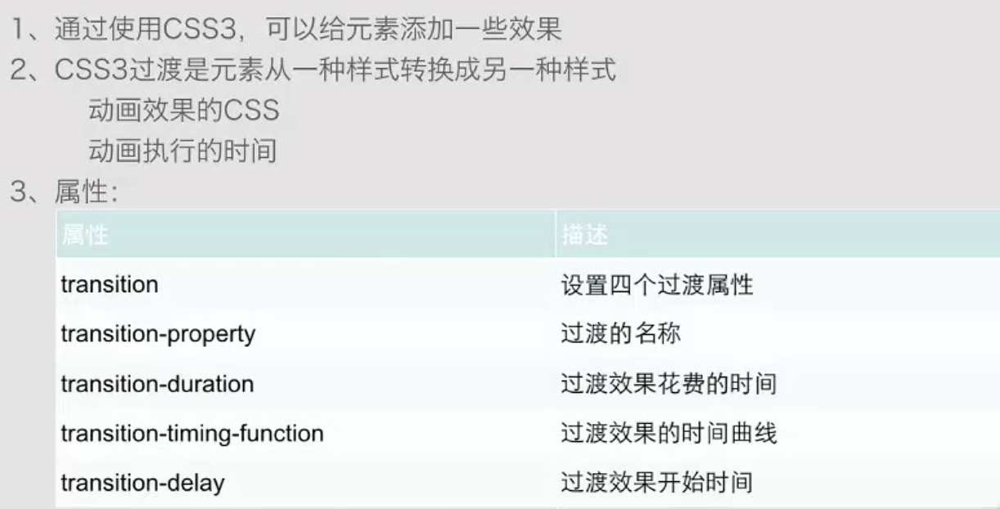 1、通过使用CSS3，可以给元素添加一些效果
2、CSS3过渡是元素从一种样式转换成另一种样式
动画效果的CSS
动画执行的时间
3、属性：
属性 描述
transition 设置四个过渡属性
transition-property 过渡的名称
transition-duration 过渡效果花费的时间
transition-timing-function 过渡效果的时间曲线
transition-delay 过渡效果开始时间